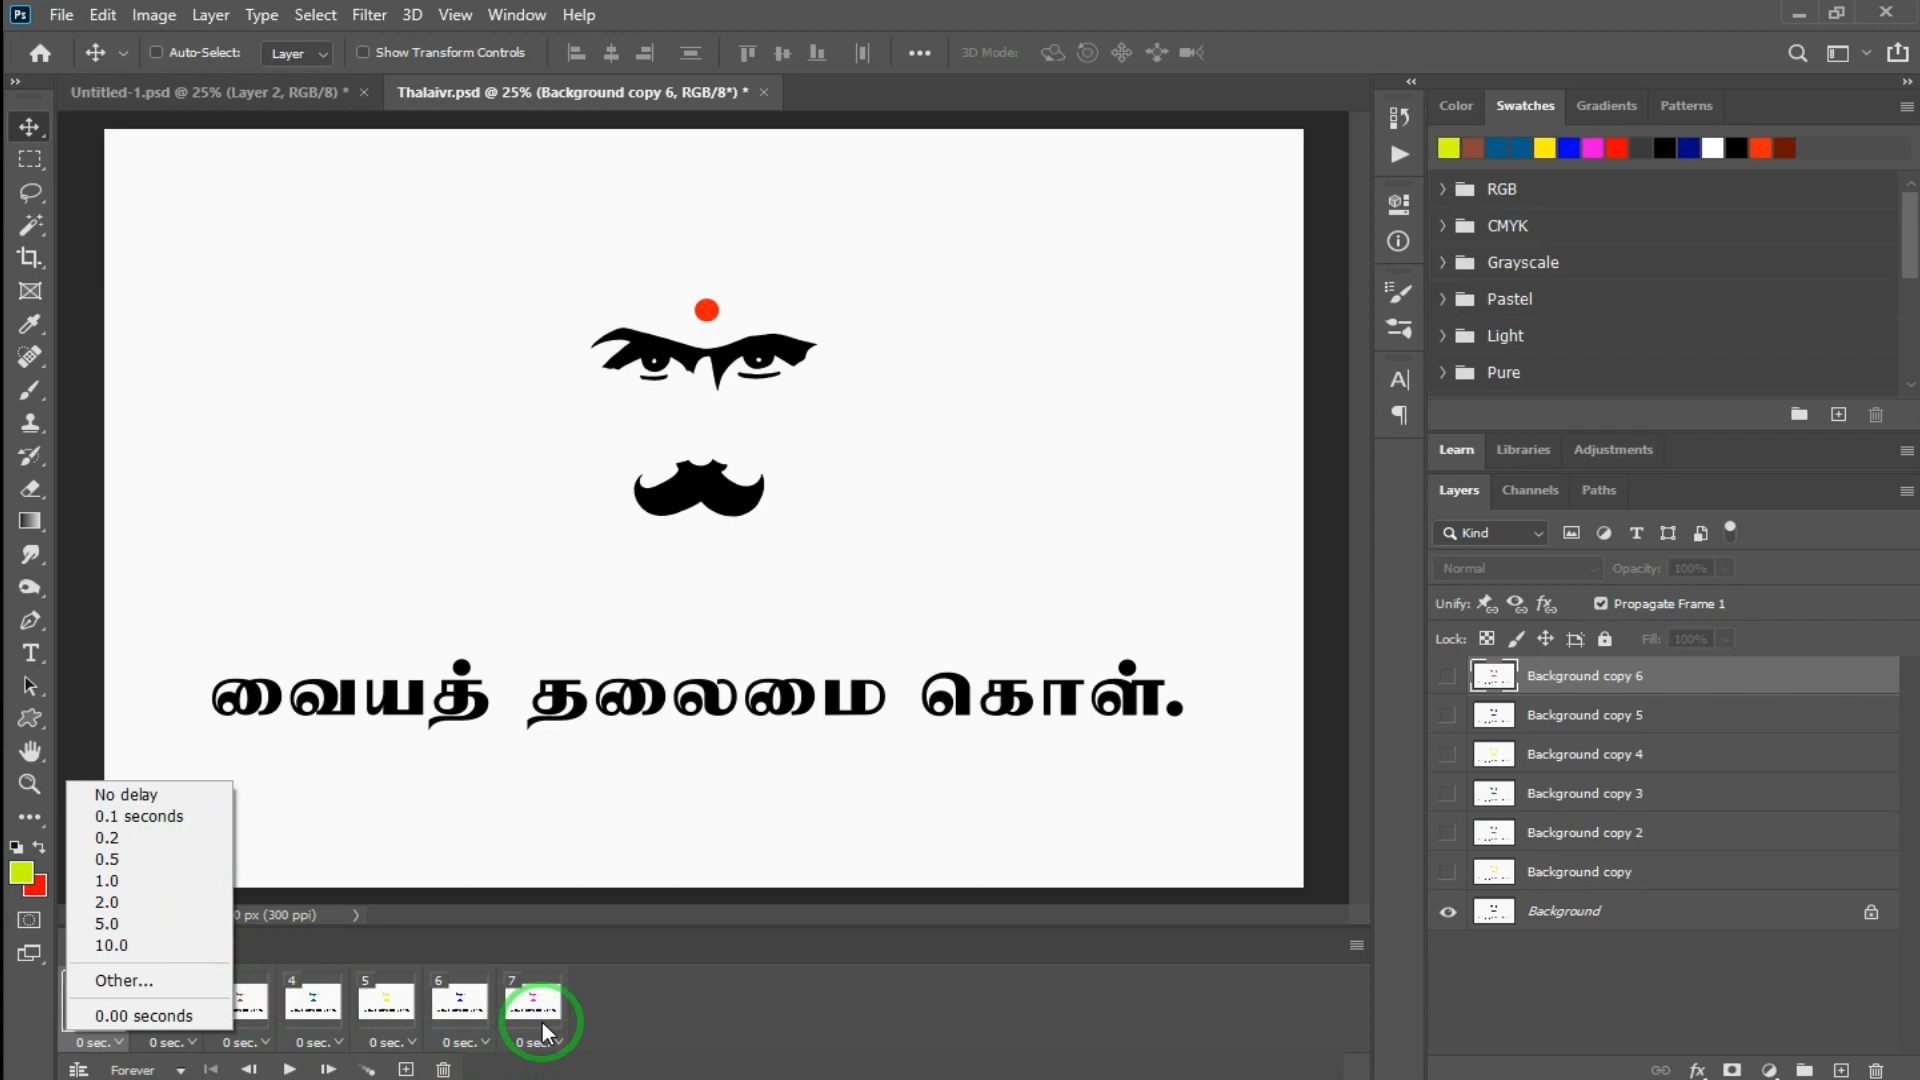 Ps File Edit Image Layer Type Select Filter 3D View Window Help
Auto-Select: Layer Show Transform Controls 3D Mode:
Untitled-1.psd @ 25% (Layer 2, RGB/8) * Thalaivr.psd @ 25% (Background copy 6, RGB/8*) *
Color Swatches Gradients Patterns
RGB
CMYK
Grayscale
Pastel
Light
Pure
Learn Libraries Adjustments
Layers Channels Paths
Kind
Normal Opacity: 100%
Unify: Propagate Frame 1
Lock: Fill: 100%
Background copy 6
Background copy 5
Background copy 4
Background copy 3
Background copy 2
Background copy
Background
வையத் தலைமை கொள்.
No delay
0.1 seconds
0.2
0.5
1.0
2.0
5.0
10.0
Other...
0.00 seconds
0 px (300 ppi)
4 5 6 7
0 sec. 0 sec. 0 sec. 0 sec. 0 sec. 0 sec. 0 sec.
Forever